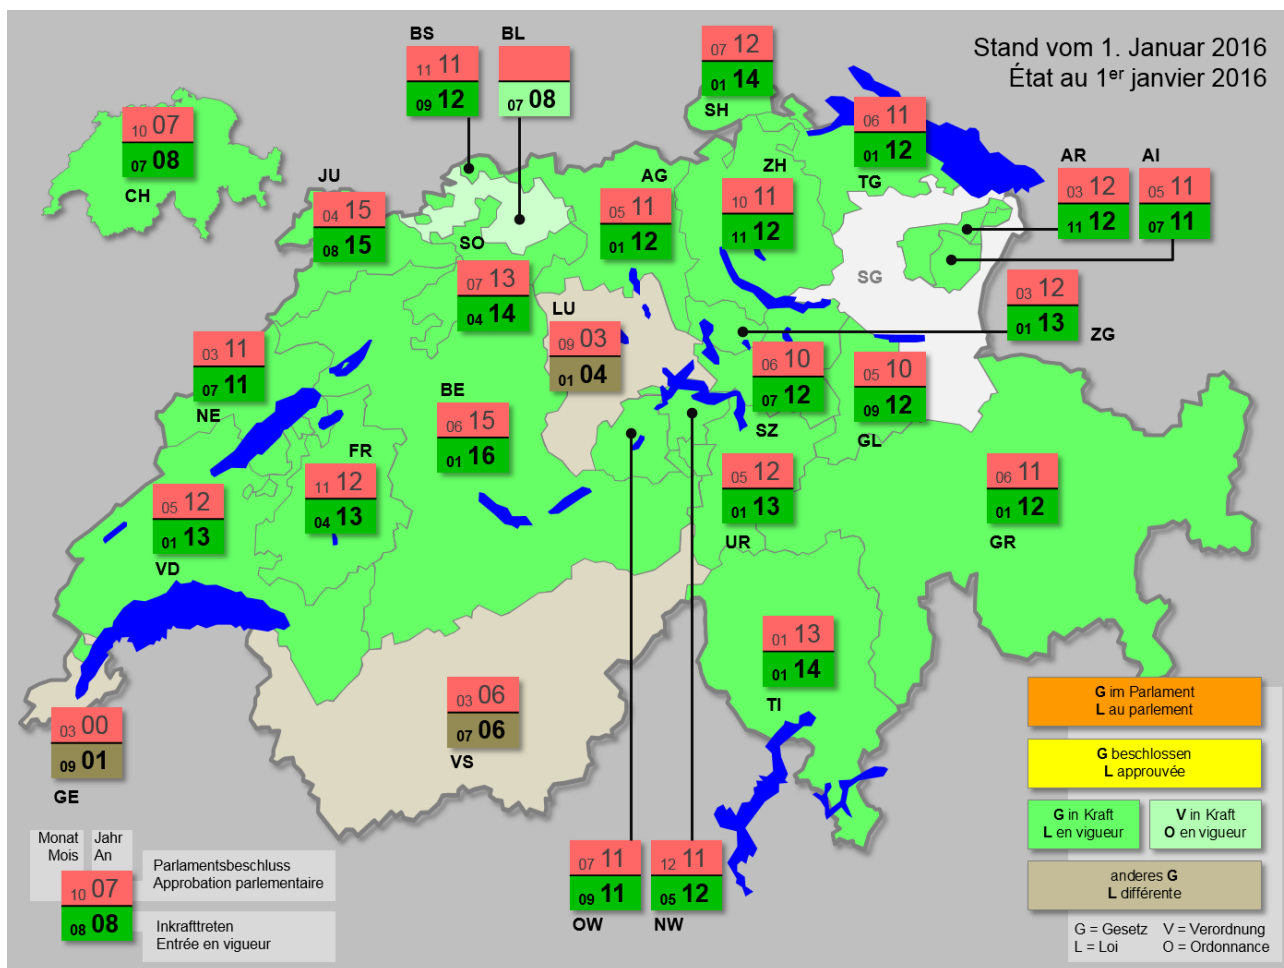 Stand vom 1. Januar 2016
État au 1er janvier 2016
BS
11 11
09 12
BL
07 08
07 12
01 14
SH
10 07
07 08
CH
JU
04 15
08 15
SO
07 13
04 14
AG
05 11
01 12
ZH
10 11
11 12
06 11
01 12
TG
AR
03 12
11 12
AI
05 11
07 11
SG
03 12
01 13
ZG
LU
09 03
01 04
03 11
07 11
NE
BE
06 15
01 16
06 10
07 12
SZ
05 10
09 12
GL
FR
11 12
04 13
05 12
01 13
VD
05 12
01 13
UR
06 11
01 12
GR
01 13
01 14
TI
03 06
07 06
VS
03 00
09 01
GE
07 11
09 11
OW
12 11
05 12
NW
Monat Jahr
Mois An
10 07
08 08
Parlamentsbeschluss
Approbation parlementaire
Inkrafttreten
Entrée en vigueur
G im Parlament
L au parlement
G beschlossen
L approuvée
G in Kraft
L en vigueur
V in Kraft
O en vigueur
anderes G
L différente
G = Gesetz V = Verordnung
L = Loi O = Ordonnance